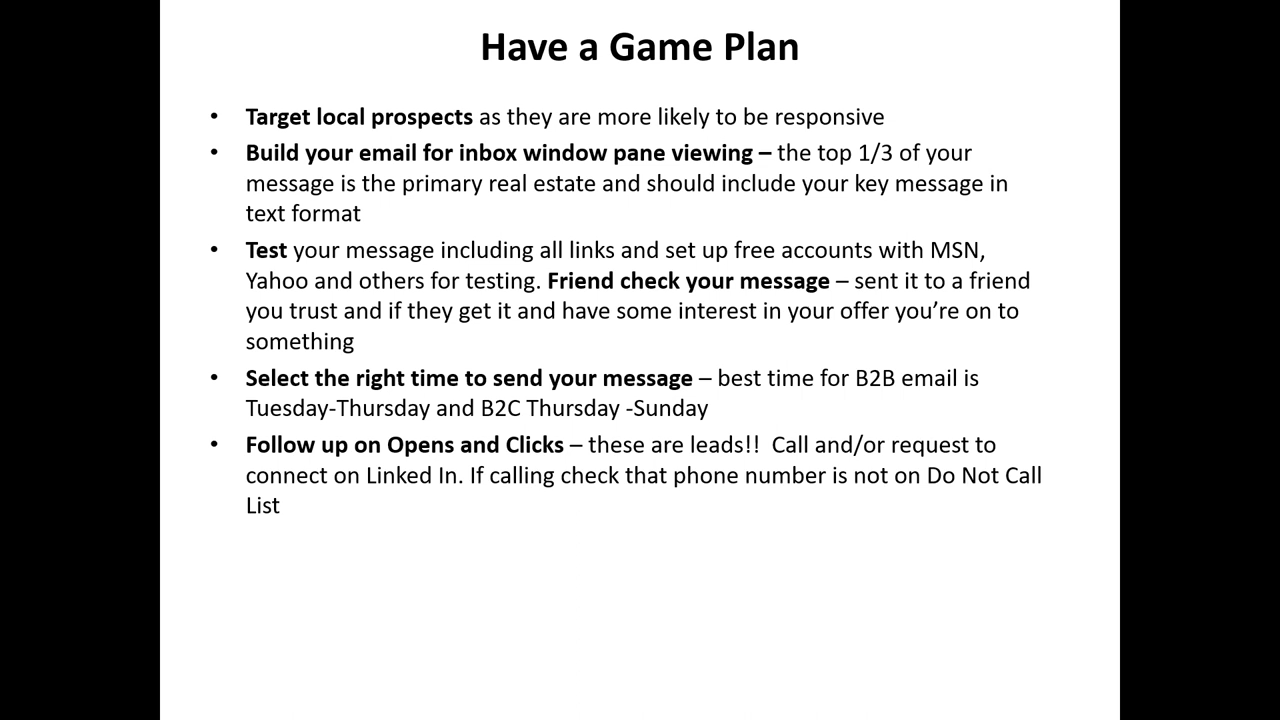 Have a Game Plan
• Target local prospects as they are more likely to be responsive
• Build your email for inbox window pane viewing – the top 1/3 of your
message is the primary real estate and should include your key message in
text format
• Test your message including all links and set up free accounts with MSN,
Yahoo and others for testing. Friend check your message – sent it to a friend
you trust and if they get it and have some interest in your offer you’re on to
something
• Select the right time to send your message – best time for B2B email is
Tuesday-Thursday and B2C Thursday -Sunday
• Follow up on Opens and Clicks – these are leads!!  Call and/or request to
connect on Linked In. If calling check that phone number is not on Do Not Call
List